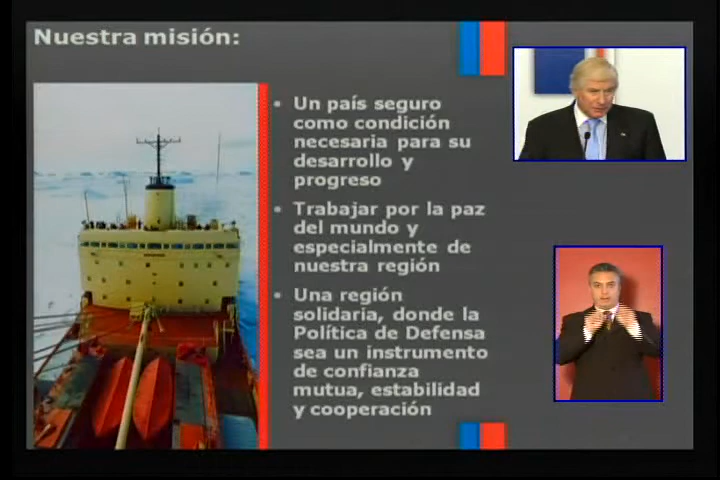 Nuestra misión:
• Un país seguro
como condición
necesaria para su
desarrollo y
progreso
• Trabajar por la paz
del mundo y
especialmente de
nuestra región
• Una región
solidaria, donde la
Política de Defensa
sea un instrumento
de confianza
mutua, estabilidad
y cooperación